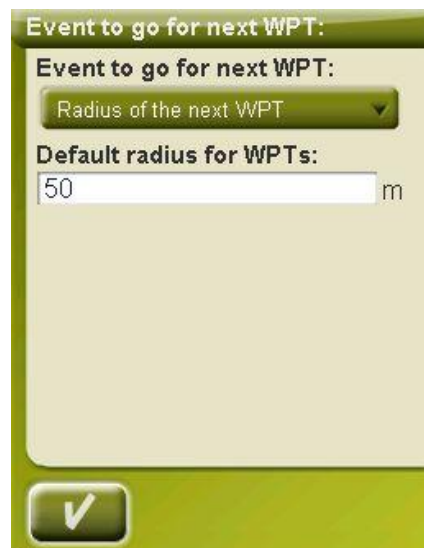 Event to go for next WPT:
Event to go for next WPT:
Radius of the next WPT
Default radius for WPTs:
50 m